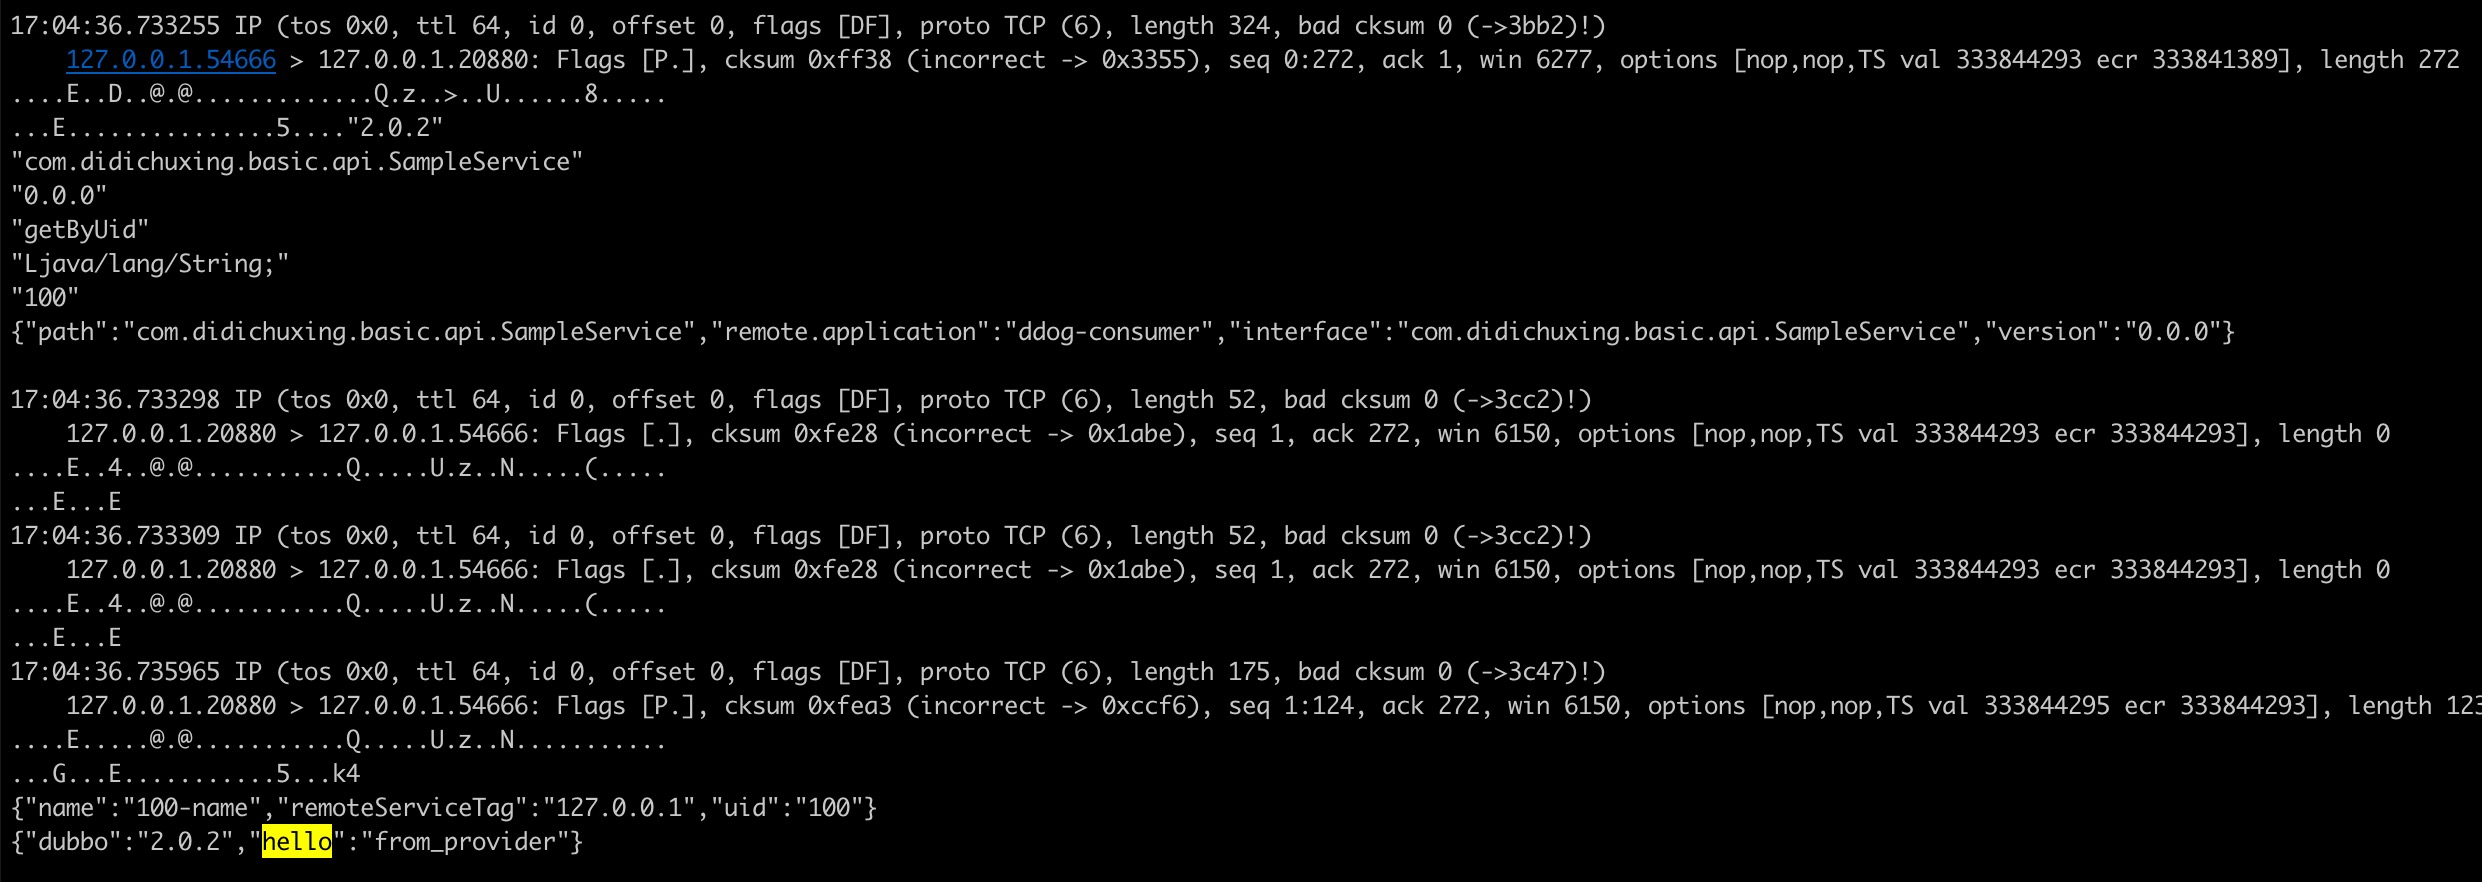 17:04:36.733255 IP (tos 0x0, ttl 64, id 0, offset 0, flags [DF], proto TCP (6), length 324, bad cksum 0 (->3bb2)!)
127.0.0.1.54666 > 127.0.0.1.20880: Flags [P.], cksum 0xff38 (incorrect -> 0x3355), seq 0:272, ack 1, win 6277, options [nop,nop,TS val 333844293 ecr 333841389], length 272
....E..D..@.@.............Q.z..>..U......8.....
...E...............5...."2.0.2"
"com.didichuxing.basic.api.SampleService"
"0.0.0"
"getByUid"
"Ljava/lang/String;"
"100"
{"path":"com.didichuxing.basic.api.SampleService","remote.application":"ddog-consumer","interface":"com.didichuxing.basic.api.SampleService","version":"0.0.0"}
17:04:36.733298 IP (tos 0x0, ttl 64, id 0, offset 0, flags [DF], proto TCP (6), length 52, bad cksum 0 (->3cc2)!)
127.0.0.1.20880 > 127.0.0.1.54666: Flags [.], cksum 0xfe28 (incorrect -> 0x1abe), seq 1, ack 272, win 6150, options [nop,nop,TS val 333844293 ecr 333844293], length 0
....E..4..@.@...........Q.....U.z..N.....(.....
...E...E
17:04:36.733309 IP (tos 0x0, ttl 64, id 0, offset 0, flags [DF], proto TCP (6), length 52, bad cksum 0 (->3cc2)!)
127.0.0.1.20880 > 127.0.0.1.54666: Flags [.], cksum 0xfe28 (incorrect -> 0x1abe), seq 1, ack 272, win 6150, options [nop,nop,TS val 333844293 ecr 333844293], length 0
....E..4..@.@...........Q.....U.z..N.....(.....
...E...E
17:04:36.735965 IP (tos 0x0, ttl 64, id 0, offset 0, flags [DF], proto TCP (6), length 175, bad cksum 0 (->3c47)!)
127.0.0.1.20880 > 127.0.0.1.54666: Flags [P.], cksum 0xfea3 (incorrect -> 0xccf6), seq 1:124, ack 272, win 6150, options [nop,nop,TS val 333844295 ecr 333844293], length 123
....E.....@.@...........Q.....U.z..N...........
...G...E...........5...k4
{"name":"100-name","remoteServiceTag":"127.0.0.1","uid":"100"}
{"dubbo":"2.0.2","hello":"from_provider"}